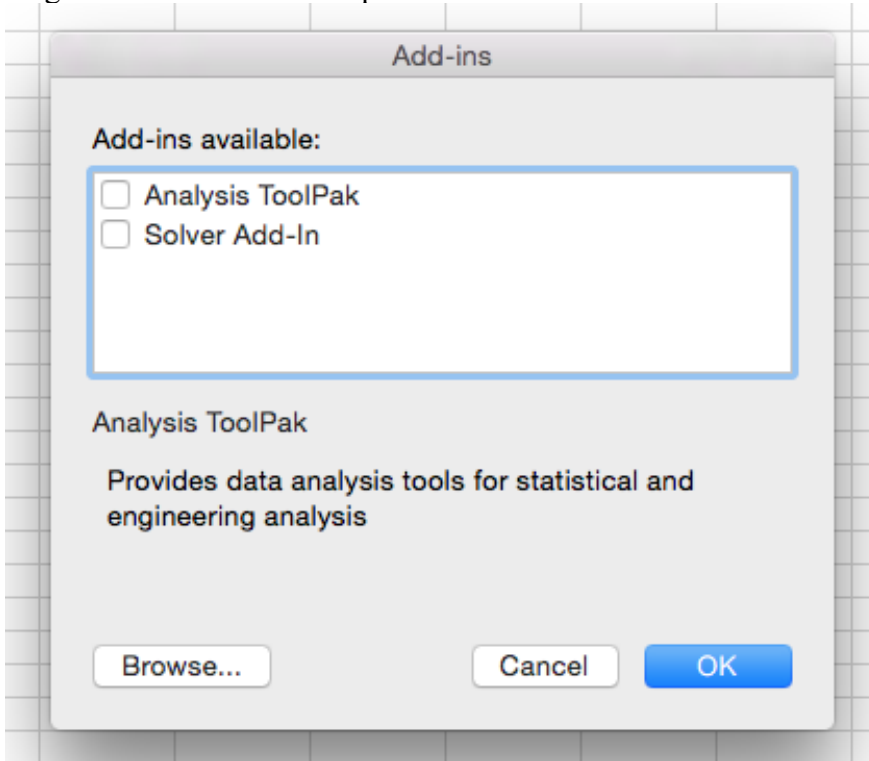 Add-ins
Add-ins available:
Analysis ToolPak
Solver Add-In
Analysis ToolPak
Provides data analysis tools for statistical and
engineering analysis
Browse...
Cancel
OK